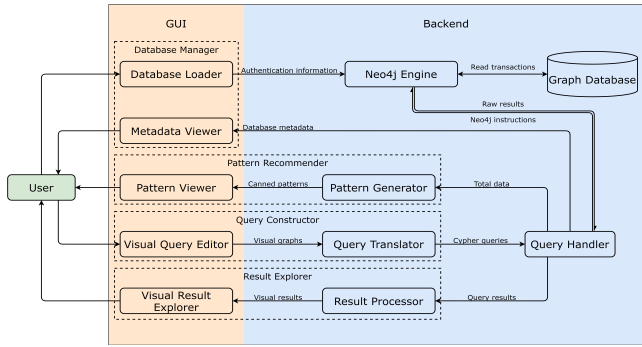 GUI
Backend
Database Manager
Database Loader
Authentication information
Neo4j Engine
Read transactions
Graph Database
Raw results
Neo4j instructions
Metadata Viewer
Database metadata
Pattern Recommender
User
Pattern Viewer
Canned patterns
Pattern Generator
Total data
Query Constructor
Visual Query Editor
Visual graphs
Query Translator
Cypher queries
Query Handler
Result Explorer
Visual Result
Explorer
Visual results
Result Processor
Query results